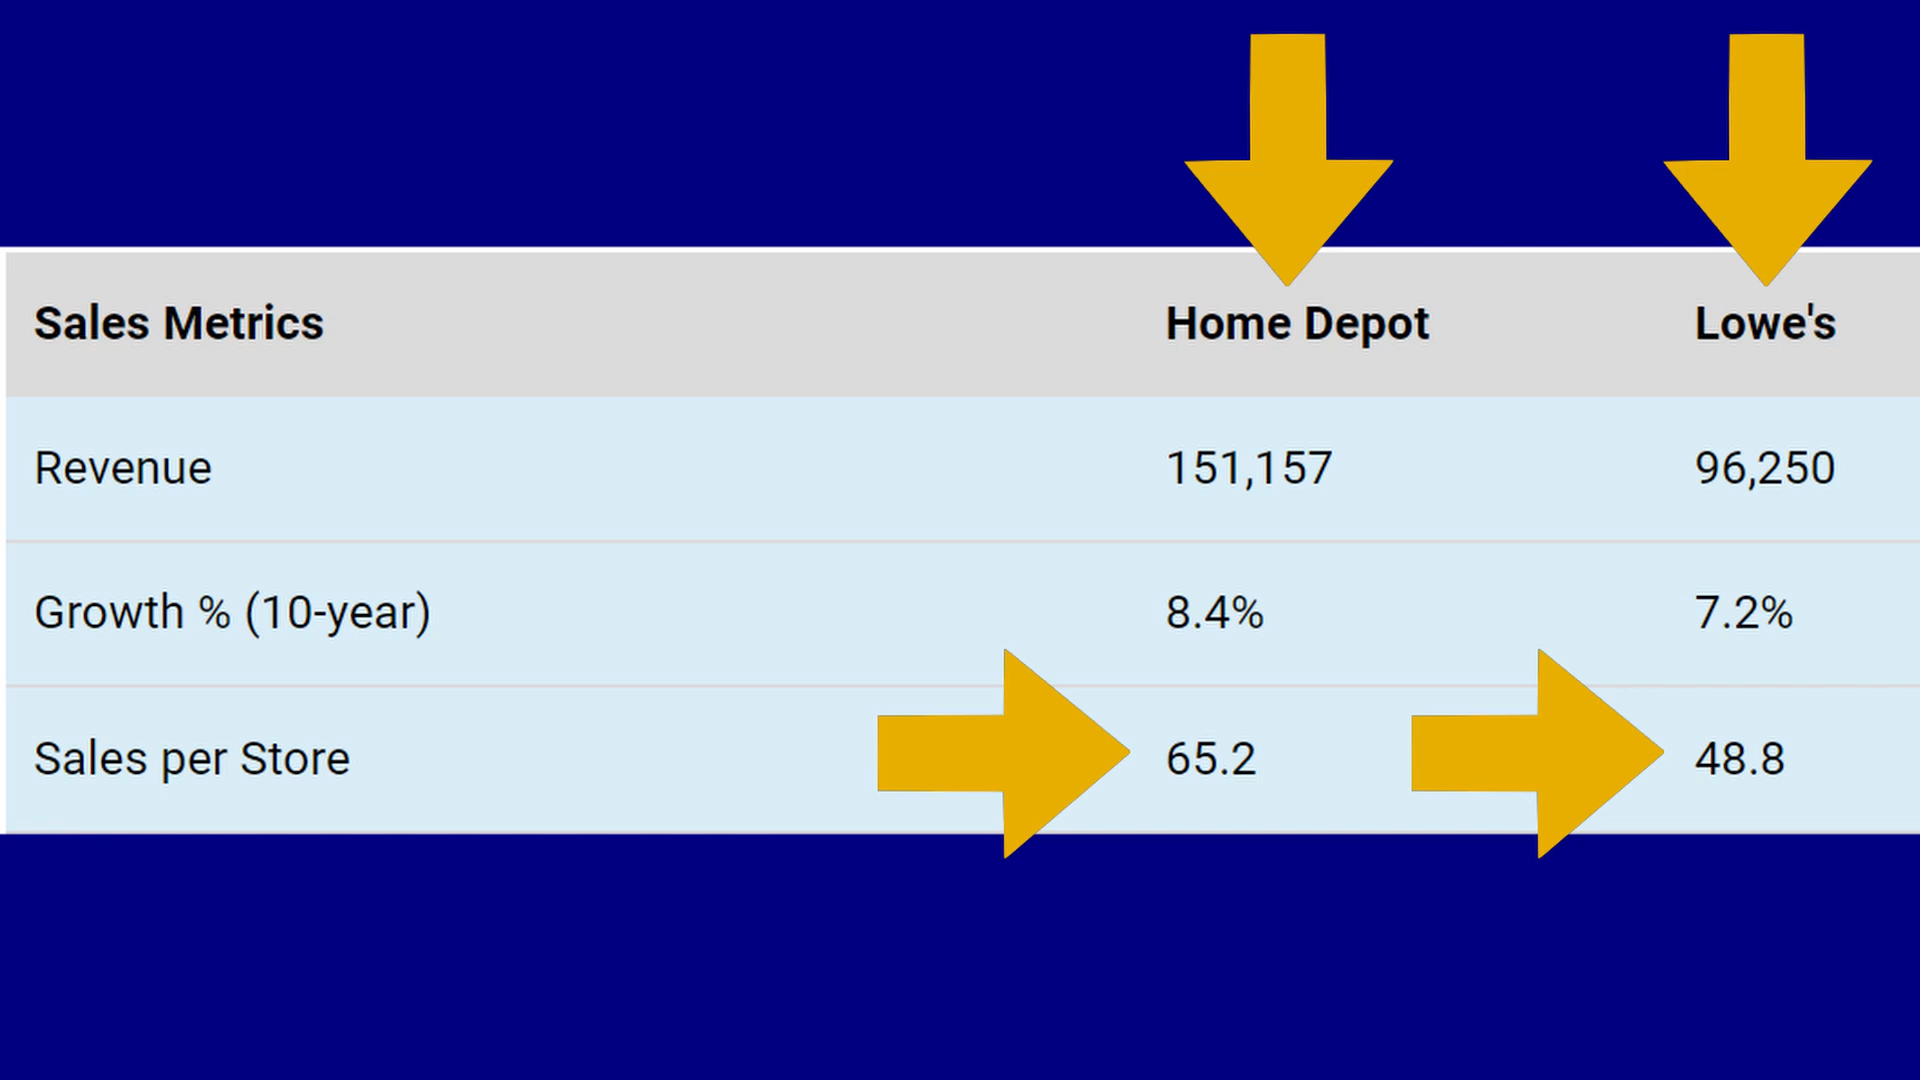 Sales Metrics Home Depot Lowe's
Revenue 151,157 96,250
Growth % (10-year) 8.4% 7.2%
Sales per Store 65.2 48.8